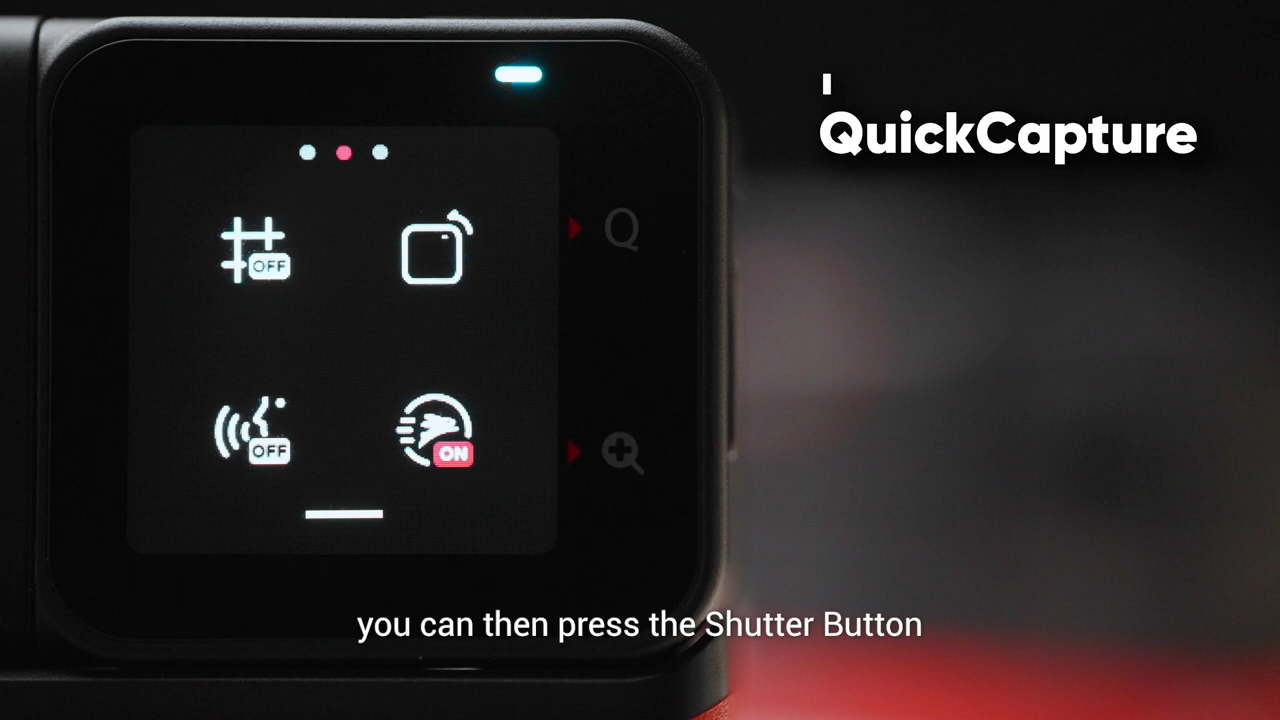 QuickCapture
OFF
Q
OFF
ON
you can then press the Shutter Button